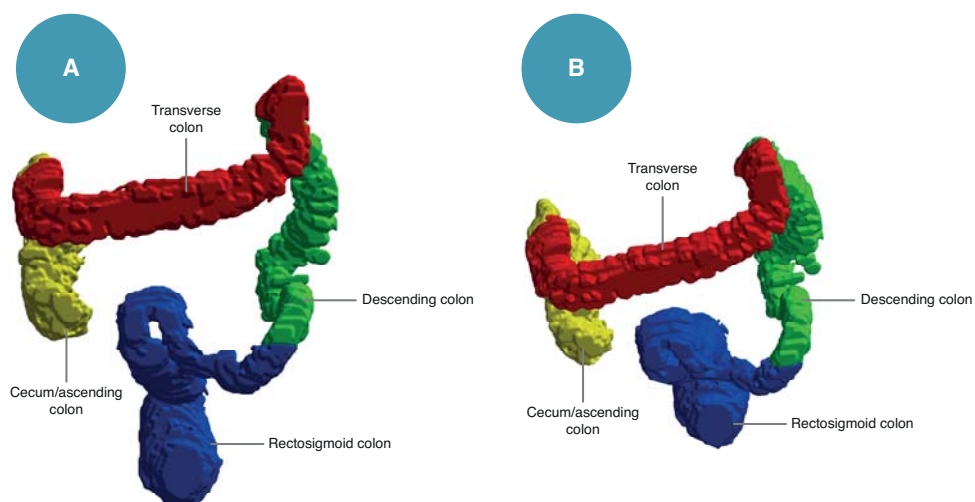 A
Transverse
colon
Descending colon
Cecum/ascending
colon
Rectosigmoid colon
B
Transverse
colon
Descending colon
Cecum/ascending
colon
Rectosigmoid colon